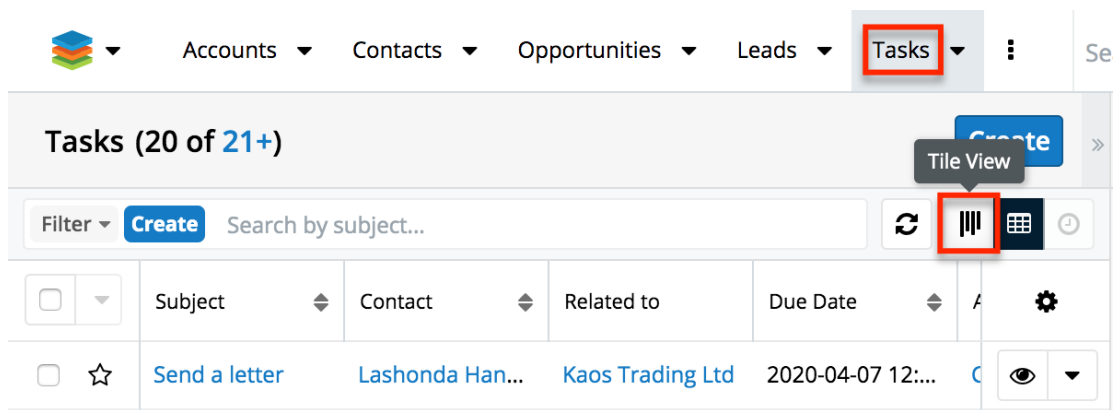 Accounts Contacts Opportunities Leads Tasks Se
Tasks (20 of 21+)
Tile View
Filter Create Search by subject...
Subject Contact Related to Due Date
Send a letter Lashonda Han... Kaos Trading Ltd 2020-04-07 12:...